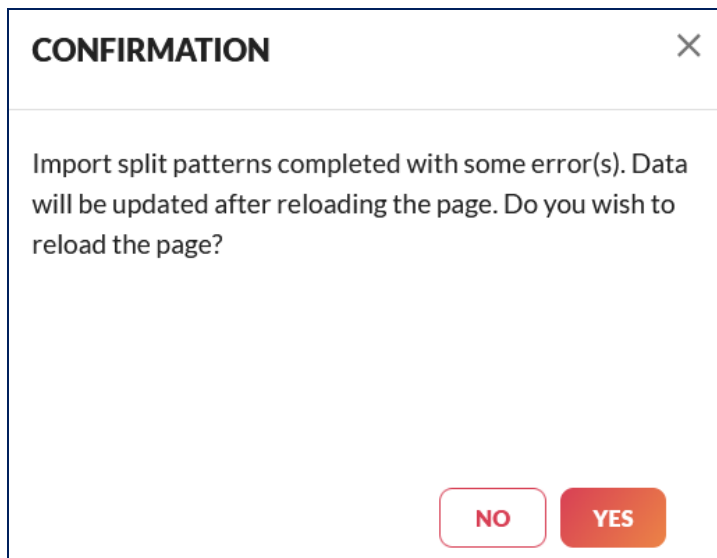 CONFIRMATION
Import split patterns completed with some error(s). Data
will be updated after reloading the page. Do you wish to
reload the page?
NO
YES